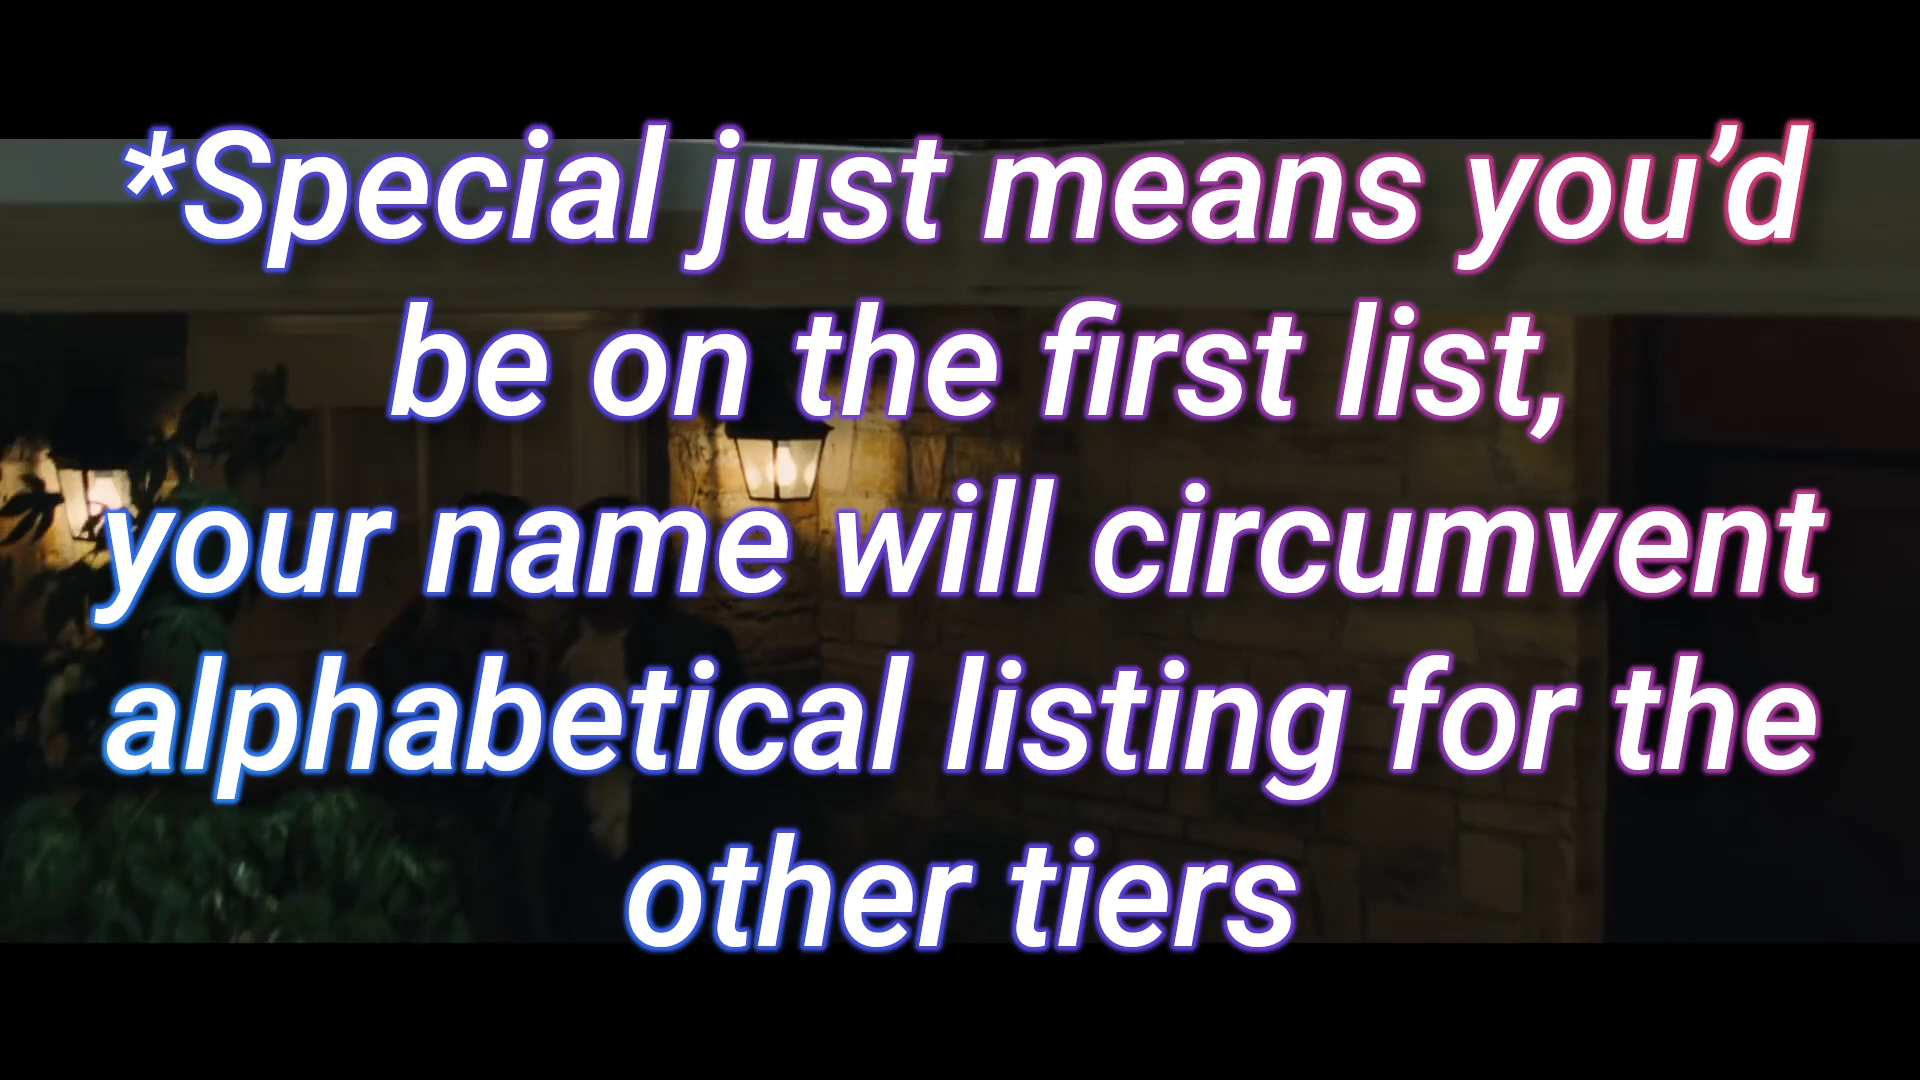 *Special just means you’d
be on the first list,
your name will circumvent
alphabetical listing for the
other tiers